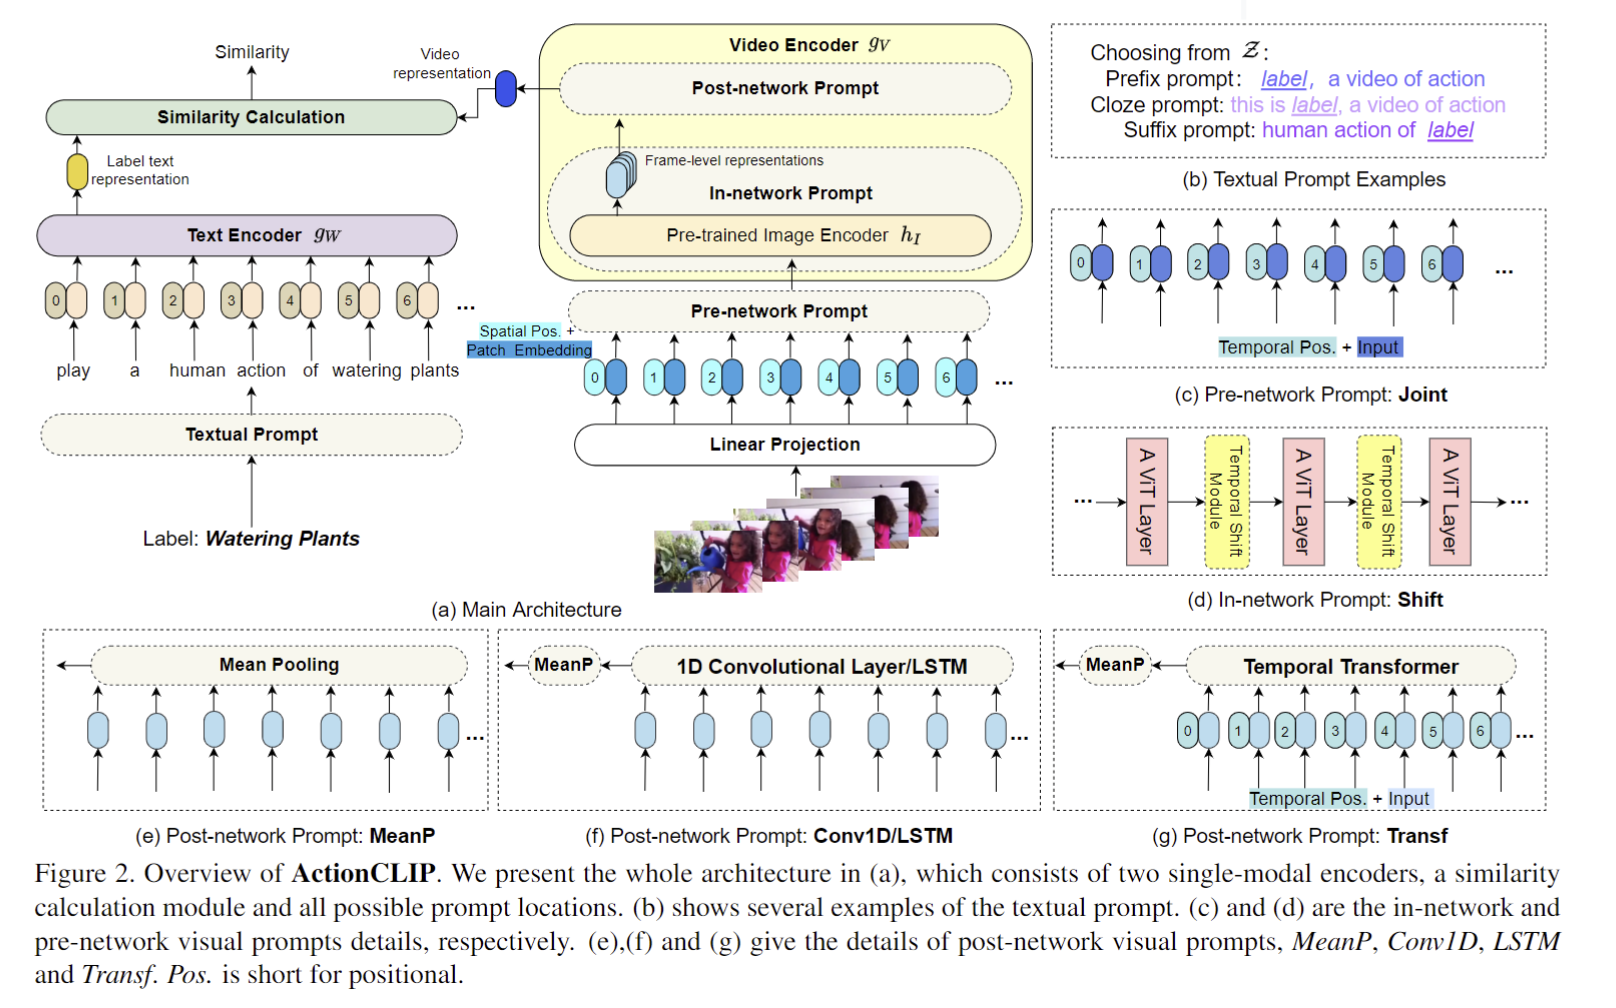 Similarity
Similarity Calculation
Label text
representation
Text Encoder gW
0 1 2 3 4 5 6 ...
play a human action of watering plants
Textual Prompt
Label: Watering Plants
Video
representation
Video Encoder gV
Post-network Prompt
Frame-level representations
In-network Prompt
Pre-trained Image Encoder hI
Pre-network Prompt
Spatial Pos. +
Patch Embedding
0 1 2 3 4 5 6 ...
Linear Projection
(a) Main Architecture
Choosing from Z:
Prefix prompt: label, a video of action
Cloze prompt: this is label, a video of action
Suffix prompt: human action of label
(b) Textual Prompt Examples
0 1 2 3 4 5 6 ...
Temporal Pos. + Input
(c) Pre-network Prompt: Joint
...
A ViT Layer
Temporal Shift
Module
A ViT Layer
Temporal Shift
Module
A ViT Layer
...
(d) In-network Prompt: Shift
Mean Pooling
...
(e) Post-network Prompt: MeanP
MeanP
1D Convolutional Layer/LSTM
...
(f) Post-network Prompt: Conv1D/LSTM
MeanP
Temporal Transformer
0 1 2 3 4 5 6 ...
Temporal Pos. + Input
(g) Post-network Prompt: Transf
Figure 2. Overview of ActionCLIP. We present the whole architecture in (a), which consists of two single-modal encoders, a similarity
calculation module and all possible prompt locations. (b) shows several examples of the textual prompt. (c) and (d) are the in-network and
pre-network visual prompts details, respectively. (e),(f) and (g) give the details of post-network visual prompts, MeanP, Conv1D, LSTM
and Transf. Pos. is short for positional.